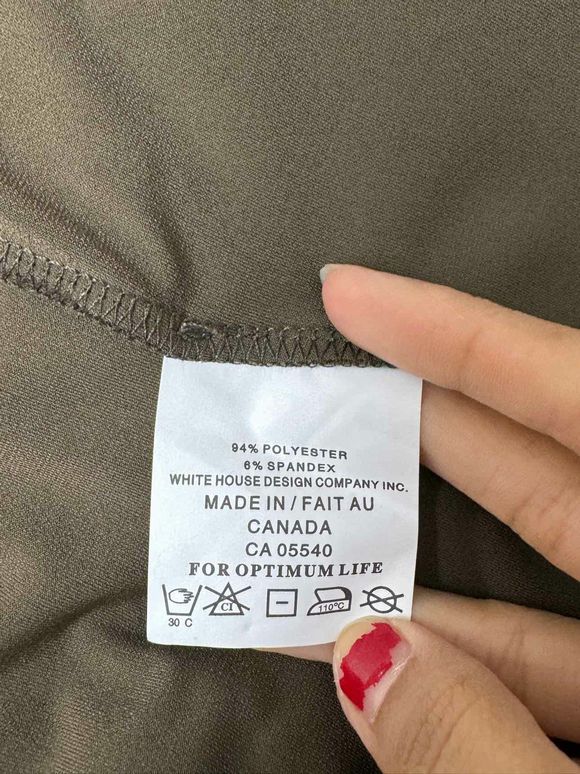 94% POLYESTER
6% SPANDEX
WHITE HOUSE DESIGN COMPANY INC.
MADE IN / FAIT AU
CANADA
CA 05540
FOR OPTIMUM LIFE
CI 110°C
30 C